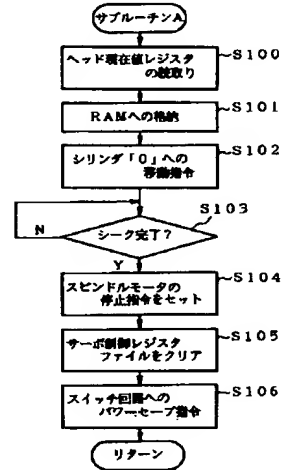 サブルーチンA
ヘッド現在値レジスタ
の読取り
S100
RAMへの格納
S101
シリンダ「0」への
移動指令
S102
シーク完了?
S103
N
Y
スピンドルモータの
停止指令をセット
S104
サーボ制御レジスタ
ファイルをクリア
S105
スイッチ回路への
パワーセーブ指令
S106
リターン